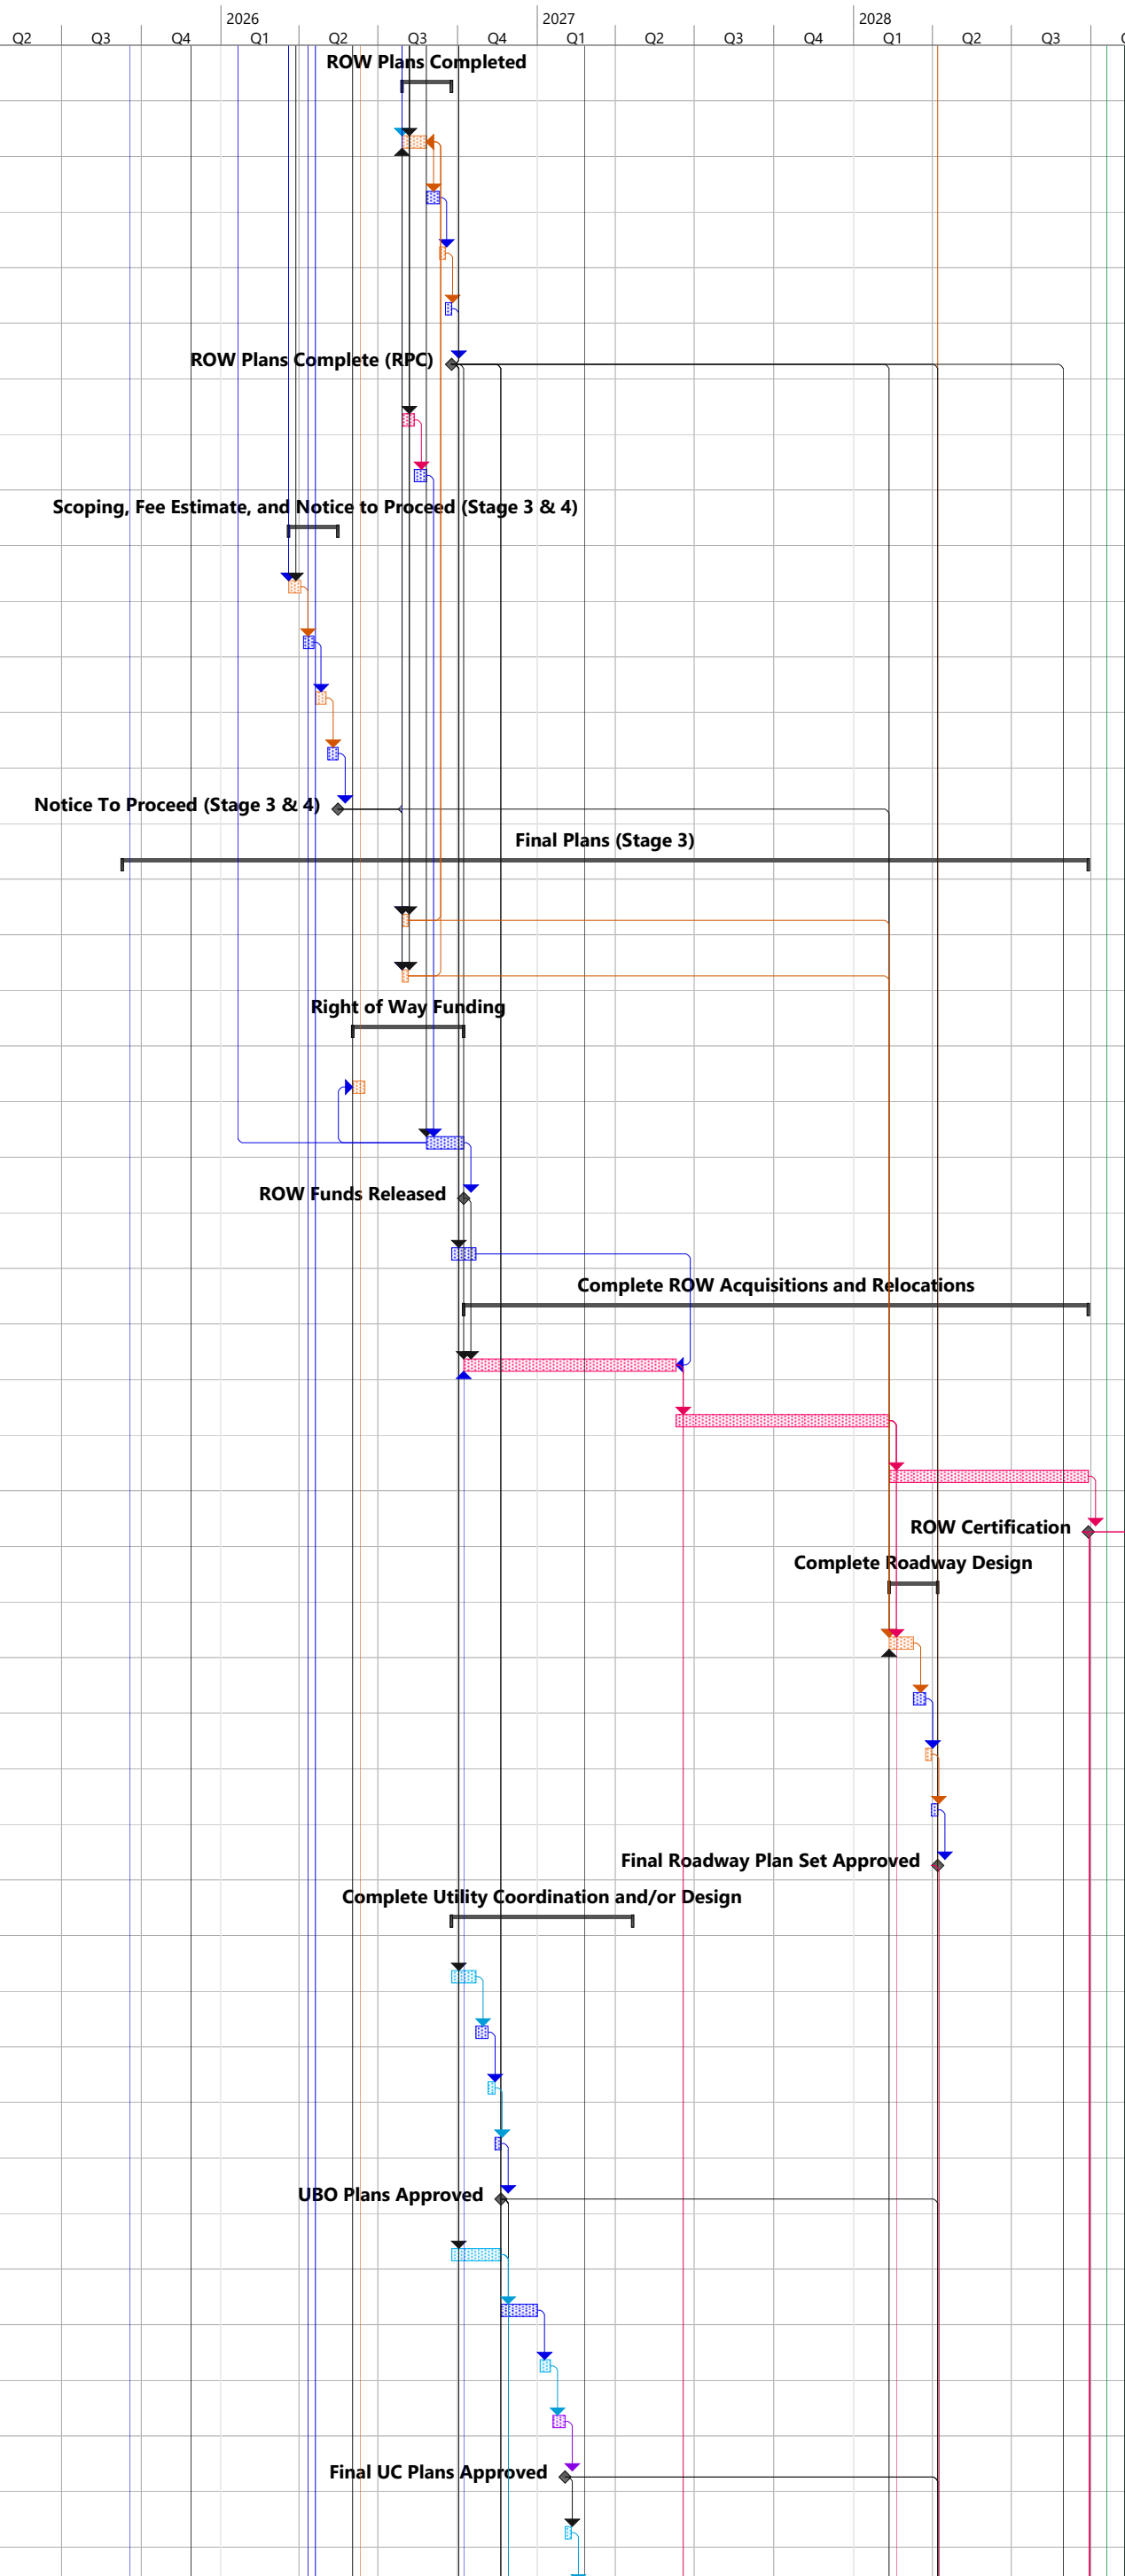 2026 2027 2028
Q2 Q3 Q4 Q1 Q2 Q3 Q4 Q1 Q2 Q3 Q4 Q1 Q2 Q3
ROW Plans Completed
ROW Plans Complete (RPC)
Scoping, Fee Estimate, and Notice to Proceed (Stage 3 & 4)
Notice To Proceed (Stage 3 & 4)
Final Plans (Stage 3)
Right of Way Funding
ROW Funds Released
Complete ROW Acquisitions and Relocations
ROW Certification
Complete Roadway Design
Final Roadway Plan Set Approved
Complete Utility Coordination and/or Design
UBO Plans Approved
Final UC Plans Approved